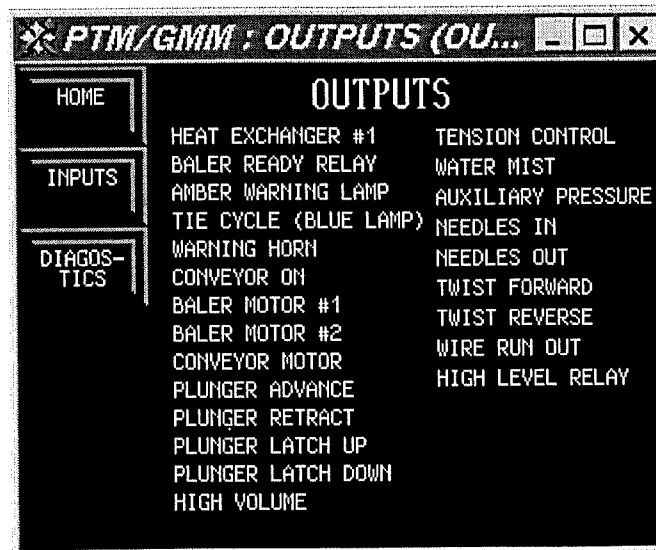 PTM/GMM : OUTPUTS (OU...
HOME
INPUTS
DIAGOS-
TICS
OUTPUTS
HEAT EXCHANGER #1
BALER READY RELAY
AMBER WARNING LAMP
TIE CYCLE (BLUE LAMP)
WARNING HORN
CONVEYOR ON
BALER MOTOR #1
BALER MOTOR #2
CONVEYOR MOTOR
PLUNGER ADVANCE
PLUNGER RETRACT
PLUNGER LATCH UP
PLUNGER LATCH DOWN
HIGH VOLUME
TENSION CONTROL
WATER MIST
AUXILIARY PRESSURE
NEEDLES IN
NEEDLES OUT
TWIST FORWARD
TWIST REVERSE
WIRE RUN OUT
HIGH LEVEL RELAY